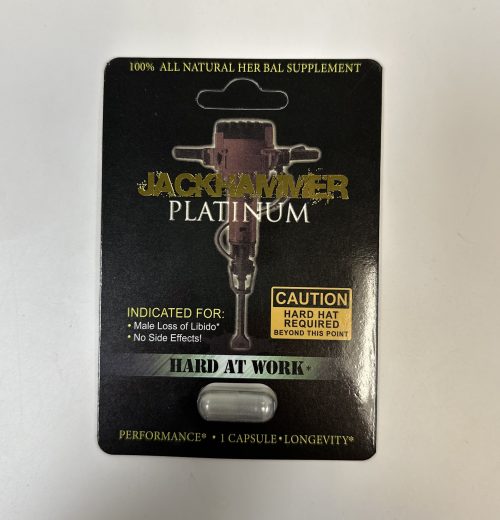 100% ALL NATURAL HER BAL SUPPLEMENT
JACKHAMMER
PLATINUM
INDICATED FOR:
• Male Loss of Libido*
• No Side Effects!
CAUTION
HARD HAT
REQUIRED
BEYOND THIS POINT
HARD AT WORK*
PERFORMANCE* • 1 CAPSULE • LONGEVITY*